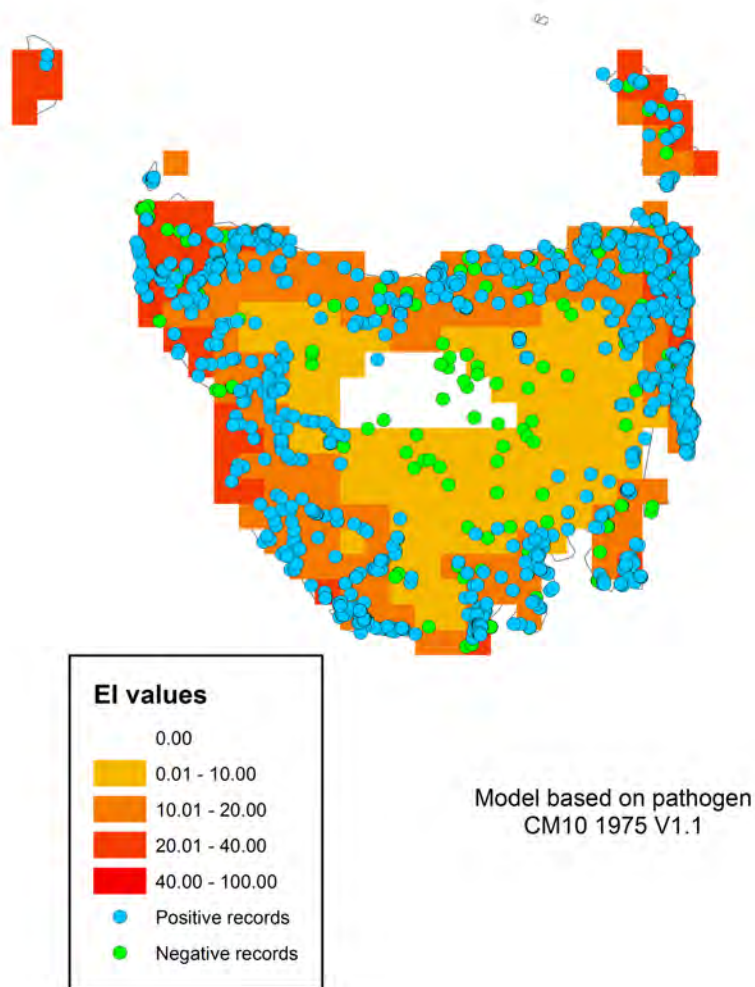 EI values
0.00
0.01 - 10.00
10.01 - 20.00
20.01 - 40.00
40.00 - 100.00
Positive records
Negative records
Model based on pathogen
CM10 1975 V1.1